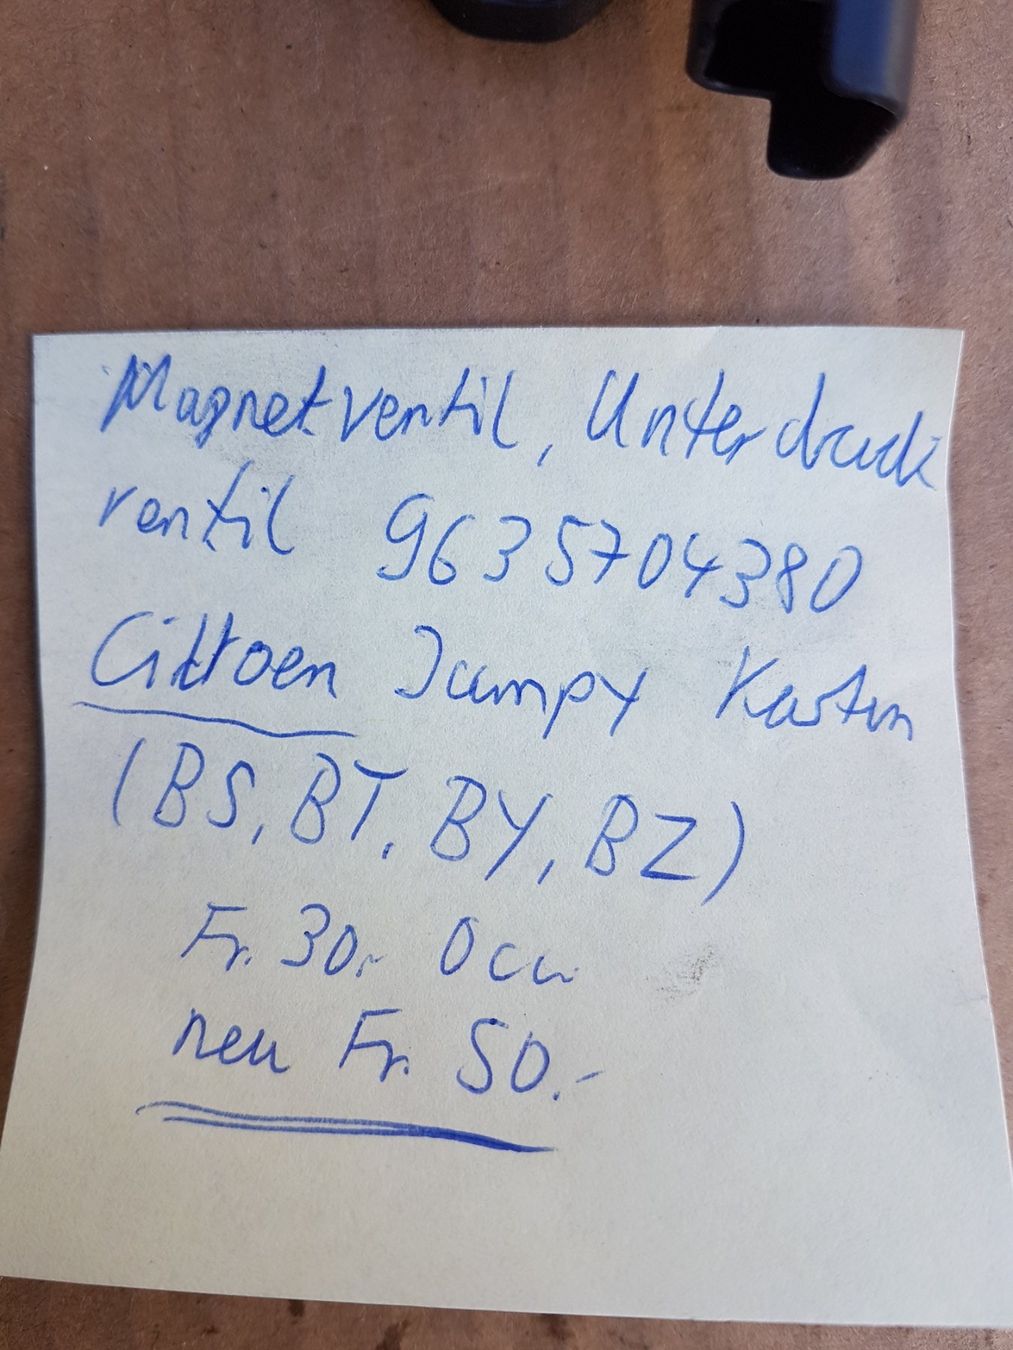 Magnetventil, Unterdruck
ventil 9635704380
Citroen Jumpy Kasten
(BS, BT, BY, BZ)
Fr. 30.- Occ.
neu Fr. 50.-